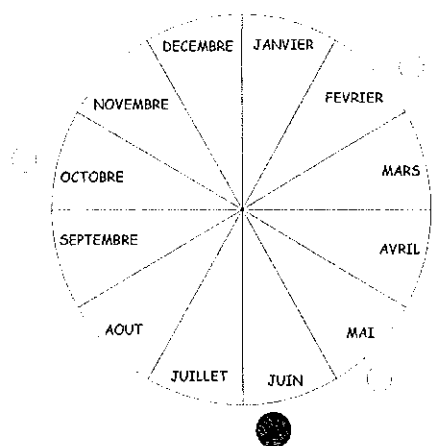 JANVIER
FEVRIER
MARS
AVRIL
MAI
JUIN
JUILLET
AOUT
SEPTEMBRE
OCTOBRE
NOVEMBRE
DECEMBRE